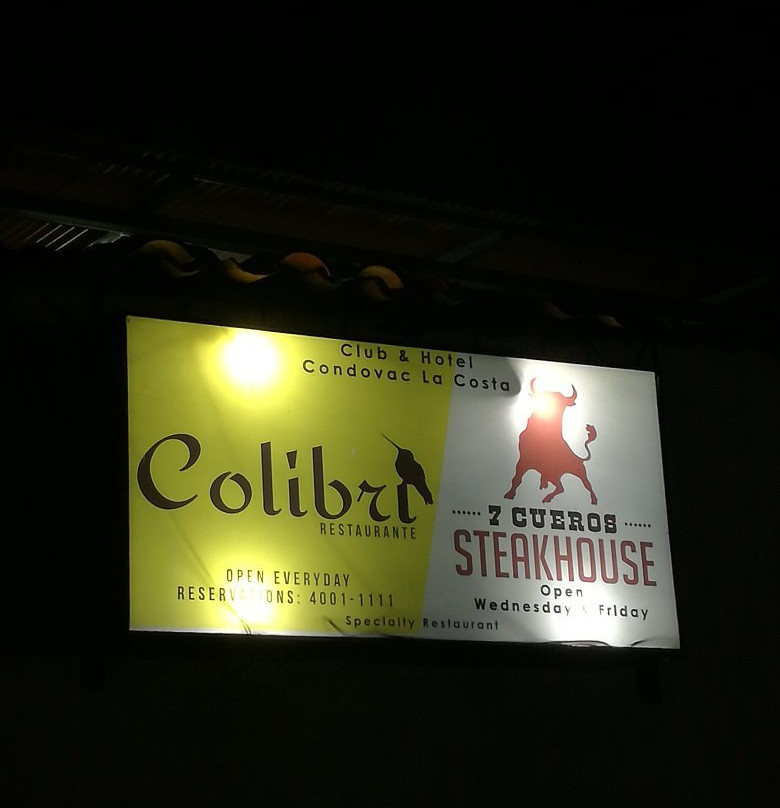 Club & Hotel
Condovac La Costa
Colibrí
RESTAURANTE
OPEN EVERYDAY
RESERVATIONS: 4001-1111
7 CUEROS
STEAKHOUSE
Open
Wednesday & Friday
Specialty Restaurant